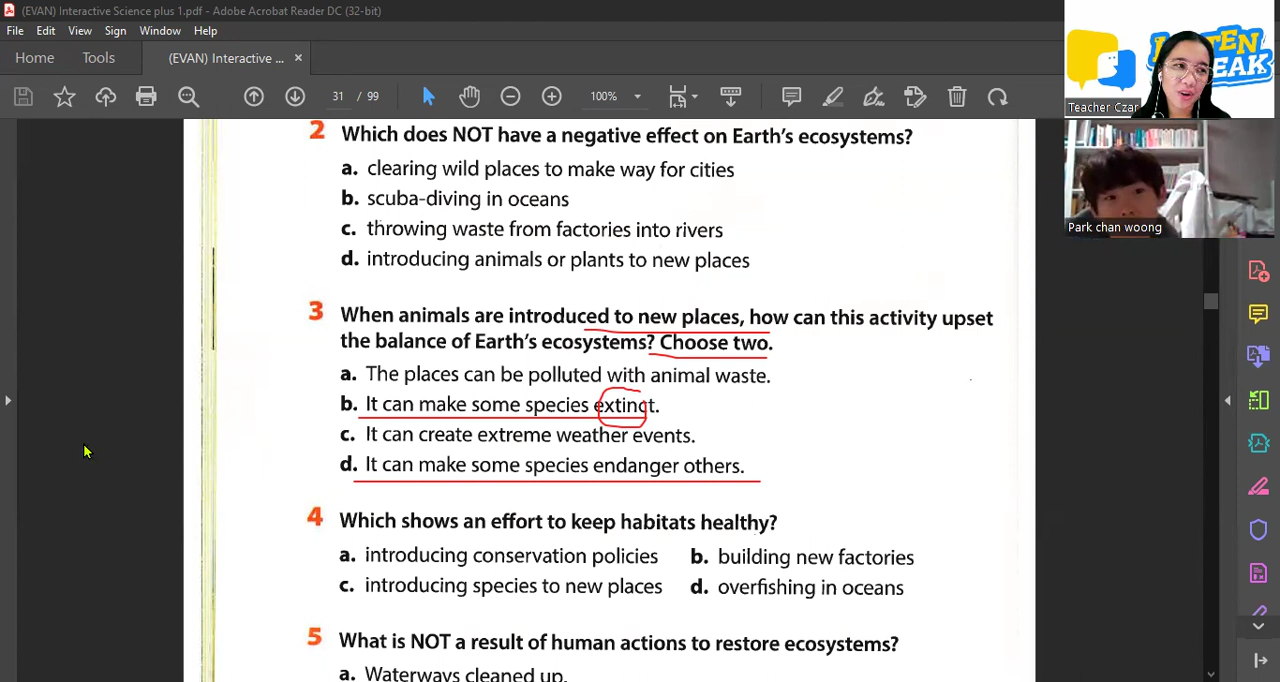 (EVAN) Interactive Science plus 1.pdf - Adobe Acrobat Reader DC (32-bit)
File Edit View Sign Window Help
Home Tools (EVAN) Interactive ... ×
31 / 99 100%
Teacher Czar
Park chan woong
2 Which does NOT have a negative effect on Earth's ecosystems?
a. clearing wild places to make way for cities
b. scuba-diving in oceans
c. throwing waste from factories into rivers
d. introducing animals or plants to new places
3 When animals are introduced to new places, how can this activity upset
the balance of Earth's ecosystems? Choose two.
a. The places can be polluted with animal waste.
b. It can make some species extinct.
c. It can create extreme weather events.
d. It can make some species endanger others.
4 Which shows an effort to keep habitats healthy?
a. introducing conservation policies b. building new factories
c. introducing species to new places d. overfishing in oceans
5 What is NOT a result of human actions to restore ecosystems?
a. Waterways cleaned up.